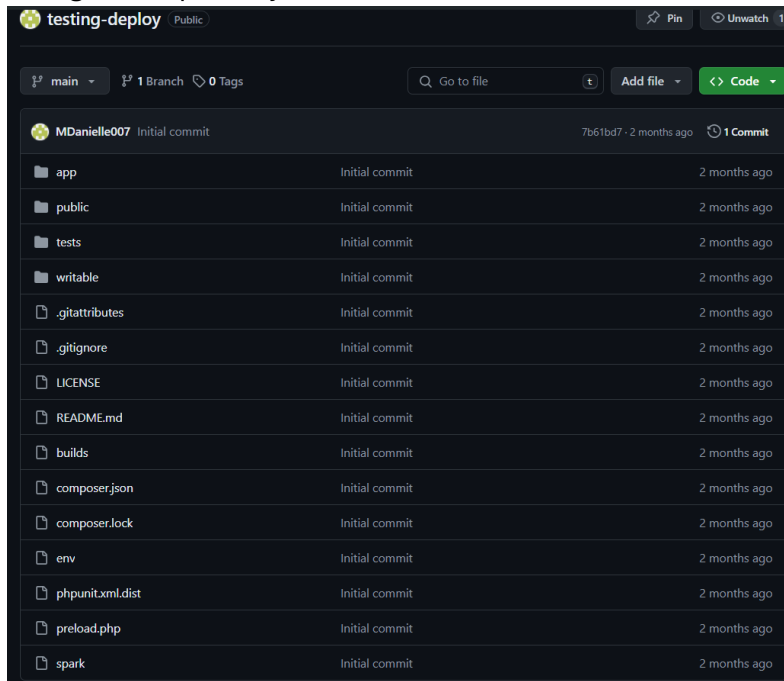 testing-deploy Public Pin Unwatch 1
main 1 Branch 0 Tags Go to file t Add file Code
MDanielle007 Initial commit 7b61bd7 · 2 months ago 1 Commit
app Initial commit 2 months ago
public Initial commit 2 months ago
tests Initial commit 2 months ago
writable Initial commit 2 months ago
.gitattributes Initial commit 2 months ago
.gitignore Initial commit 2 months ago
LICENSE Initial commit 2 months ago
README.md Initial commit 2 months ago
builds Initial commit 2 months ago
composer.json Initial commit 2 months ago
composer.lock Initial commit 2 months ago
env Initial commit 2 months ago
phpunit.xml.dist Initial commit 2 months ago
preload.php Initial commit 2 months ago
spark Initial commit 2 months ago